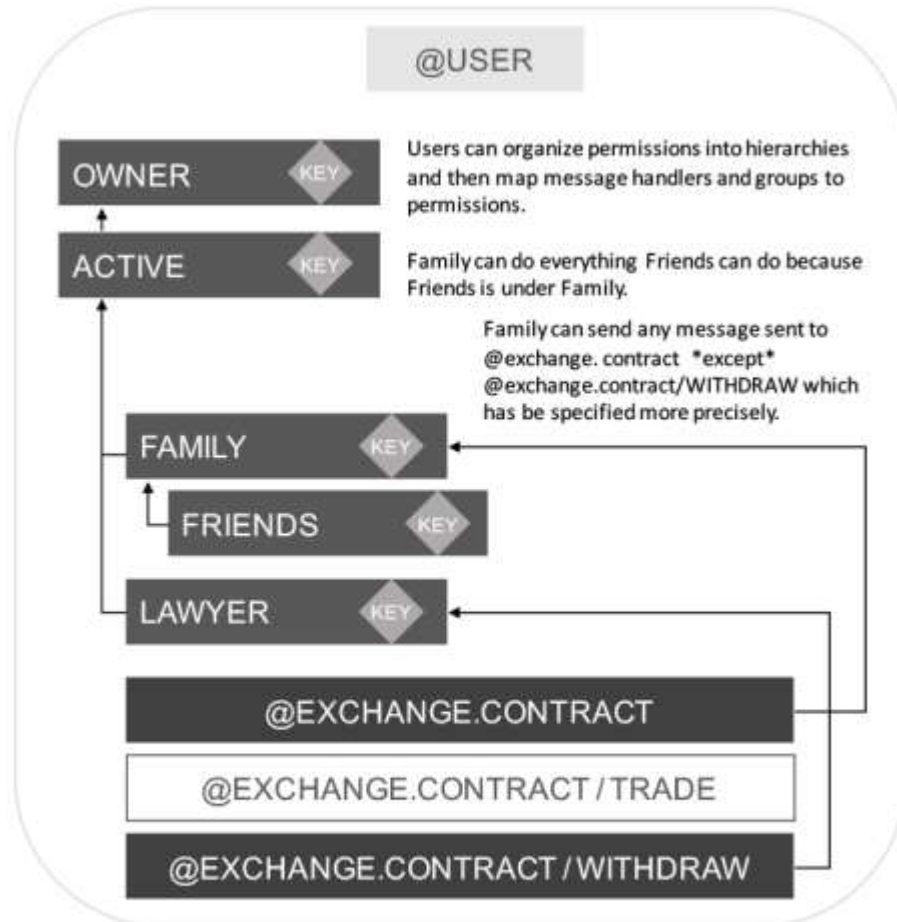 @USER
OWNER KEY
Users can organize permissions into hierarchies
and then map message handlers and groups to
permissions.
ACTIVE KEY
Family can do everything Friends can do because
Friends is under Family.
Family can send any message sent to
@exchange. contract *except*
@exchange.contract/WITHDRAW which
has be specified more precisely.
FAMILY KEY
FRIENDS KEY
LAWYER KEY
@EXCHANGE.CONTRACT
@EXCHANGE.CONTRACT / TRADE
@EXCHANGE.CONTRACT / WITHDRAW